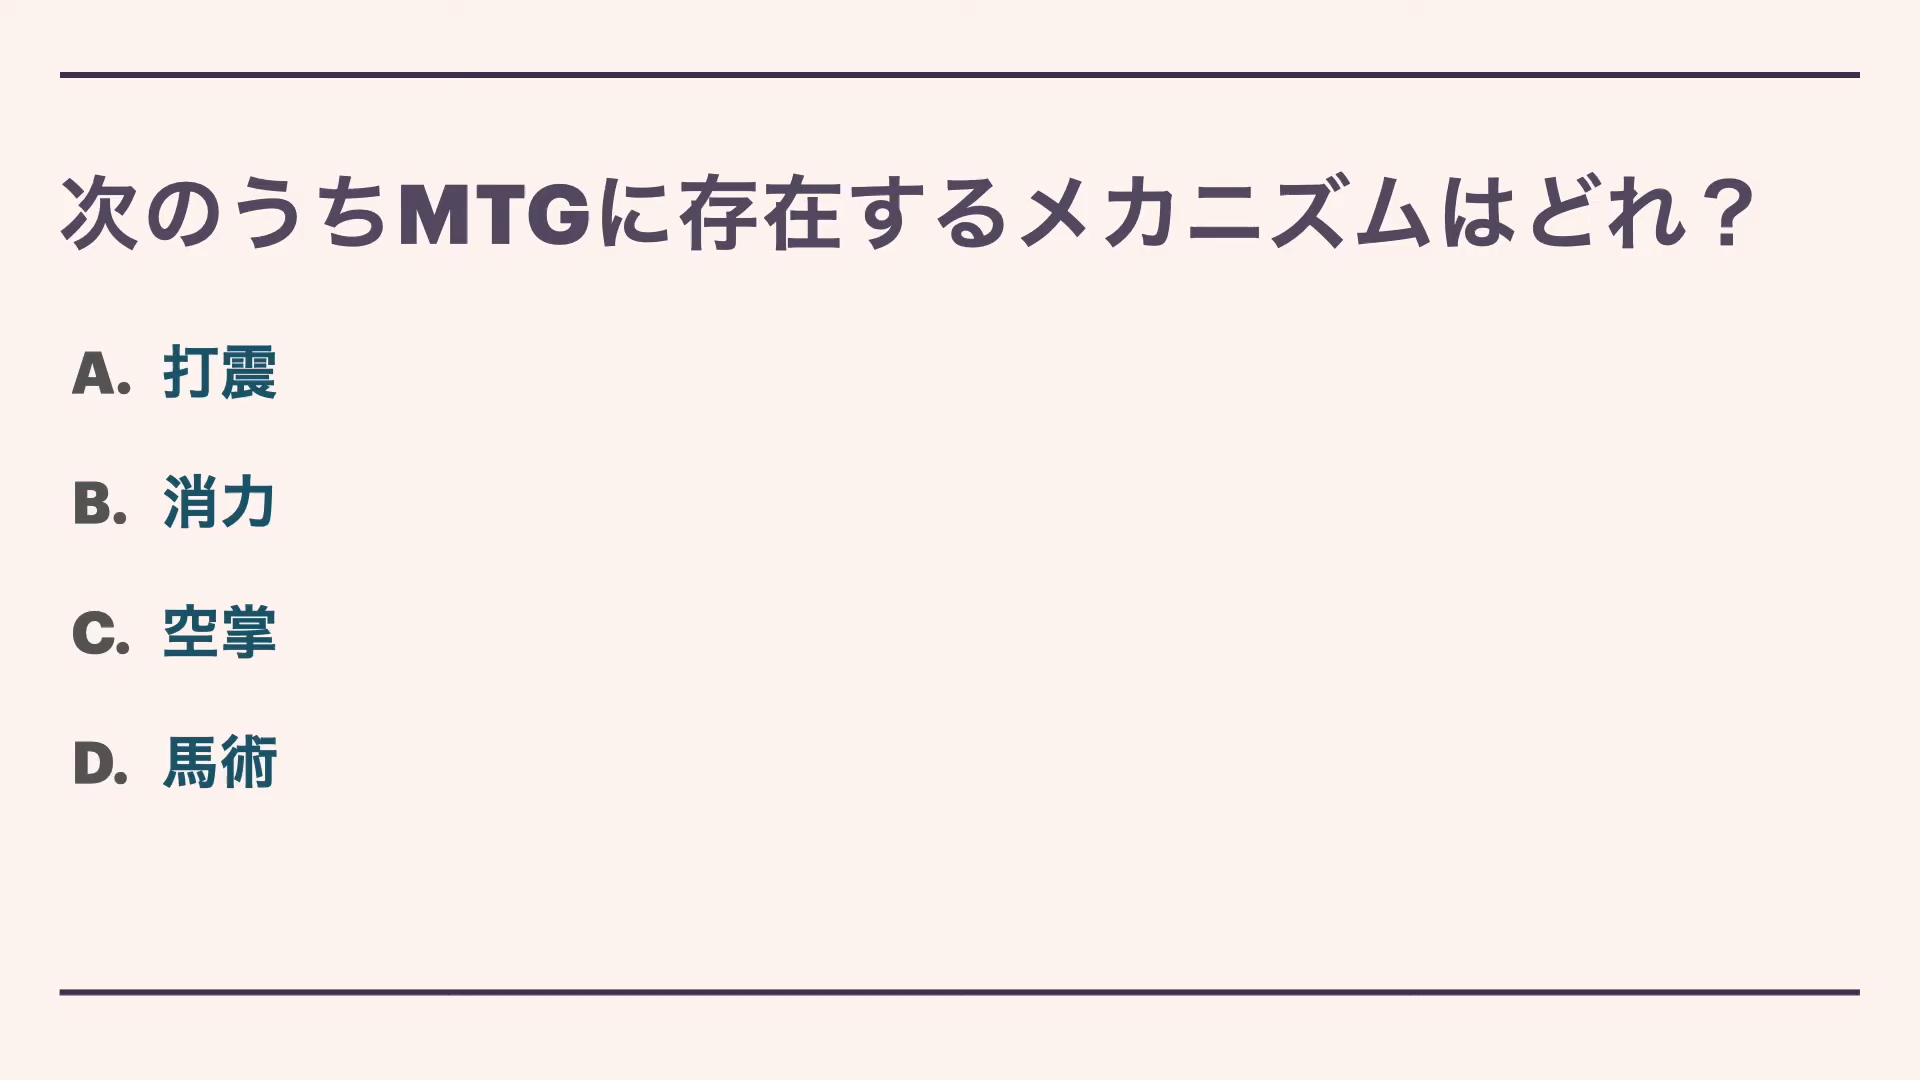 次のうちMTGに存在するメカニズムはどれ？
A. 打震
B. 消力
C. 空掌
D. 馬術